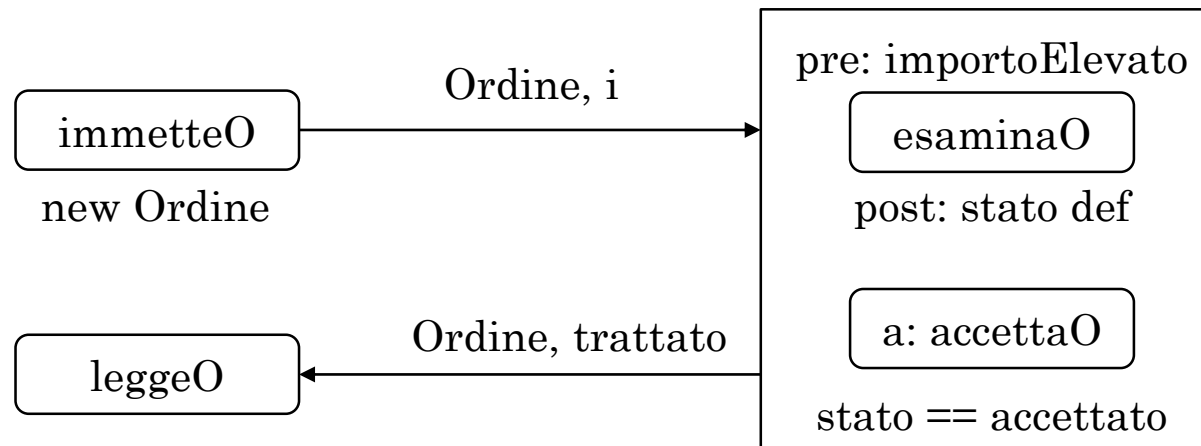 immetteO
new Ordine
Ordine, i
pre: importoElevato
esaminaO
post: stato def
leggeO
Ordine, trattato
a: accettaO
stato == accettato